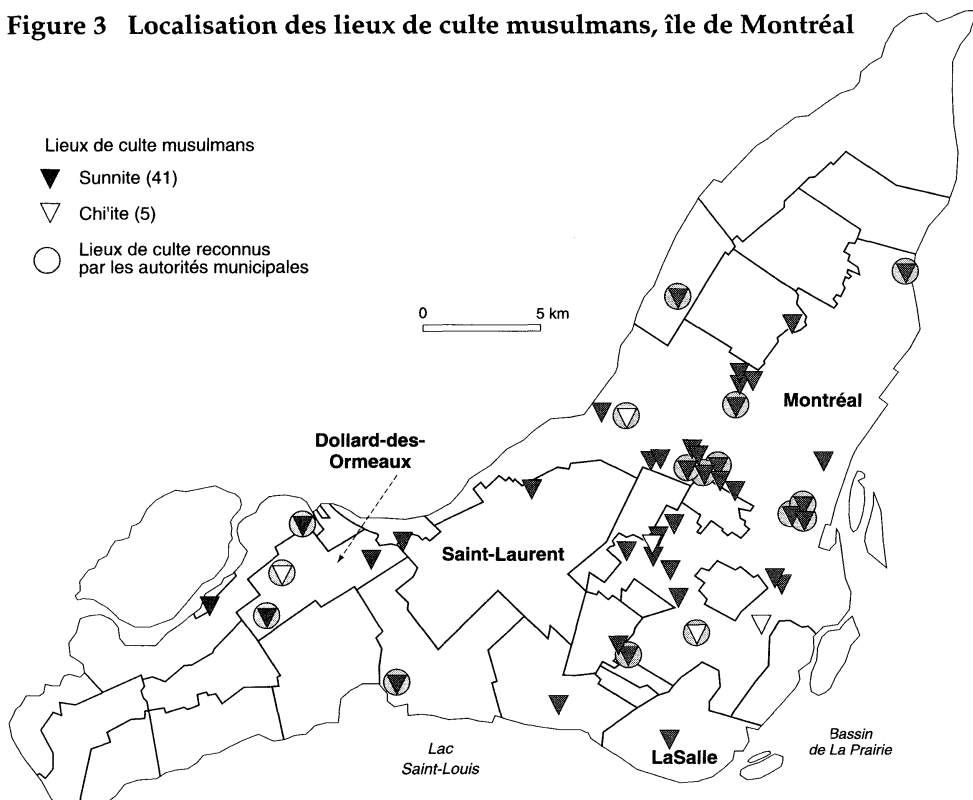 Figure 3 Localisation des lieux de culte musulmans, île de Montréal
Lieux de culte musulmans
Sunnite (41)
Chi'ite (5)
Lieux de culte reconnus
par les autorités municipales
0 5 km
Montréal
Dollard-des-
Ormeaux
Saint-Laurent
LaSalle
Lac
Saint-Louis
Bassin
de La Prairie